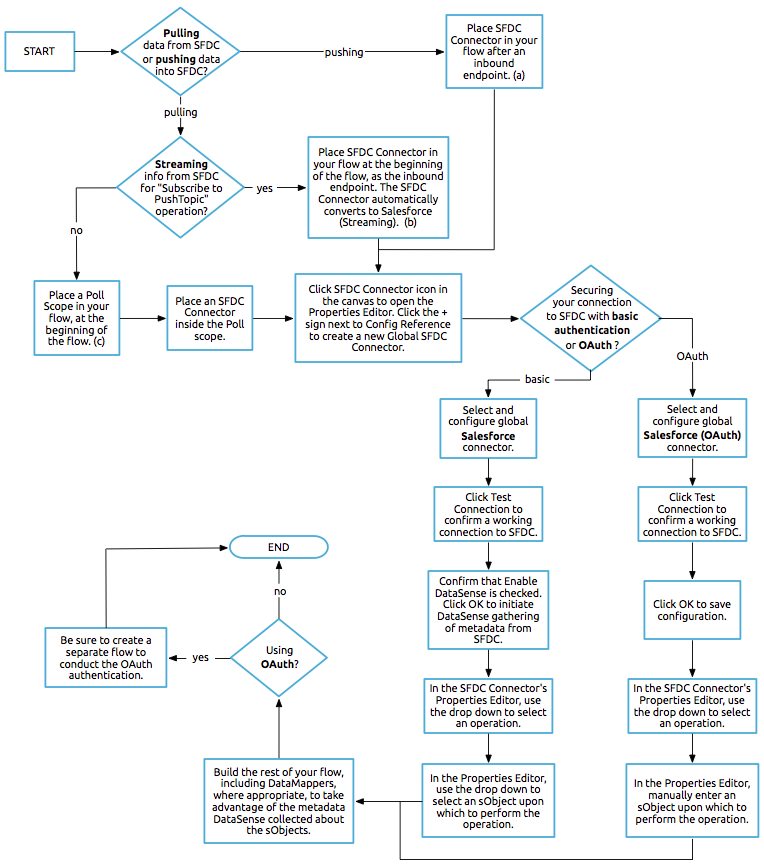 START
Pulling
data from SFDC
or pushing data
into SFDC?
pushing
Place SFDC
Connector in your
flow after an
inbound
endpoint. (a)
pulling
Streaming
info from SFDC
for "Subscribe to
PushTopic"
operation?
yes
Place SFDC Connector in
your flow at the beginning
of the flow, as the inbound
endpoint. The SFDC
Connector automatically
converts to Salesforce
(Streaming). (b)
no
Place a Poll
Scope in your
flow, at the
beginning of
the flow. (c)
Place an SFDC
Connector
inside the Poll
scope.
Click SFDC Connector icon in
the canvas to open the
Properties Editor. Click the +
sign next to Config Reference
to create a new Global SFDC
Connector.
Securing
your connection
to SFDC with basic
authentication
or OAuth ?
basic
OAuth
Select and
configure global
Salesforce
connector.
Select and
configure global
Salesforce (OAuth)
connector.
Click Test
Connection to
confirm a working
connection to SFDC.
Click Test
Connection to
confirm a working
connection to SFDC.
Confirm that Enable
DataSense is checked.
Click OK to initiate
DataSense gathering
of metadata from
SFDC.
Click OK to save
configuration.
In the SFDC Connector's
Properties Editor, use
the drop down to select
an operation.
In the SFDC Connector's
Properties Editor, use
the drop down to select
an operation.
In the Properties Editor,
use the drop down to
select an sObject upon
which to perform the
operation.
In the Properties Editor,
manually enter an
sObject upon which to
perform the operation.
Build the rest of your flow,
including DataMappers,
where appropriate, to take
advantage of the metadata
DataSense collected about
the sObjects.
Using
OAuth?
yes
Be sure to create a
separate flow to
conduct the OAuth
authentication.
no
END